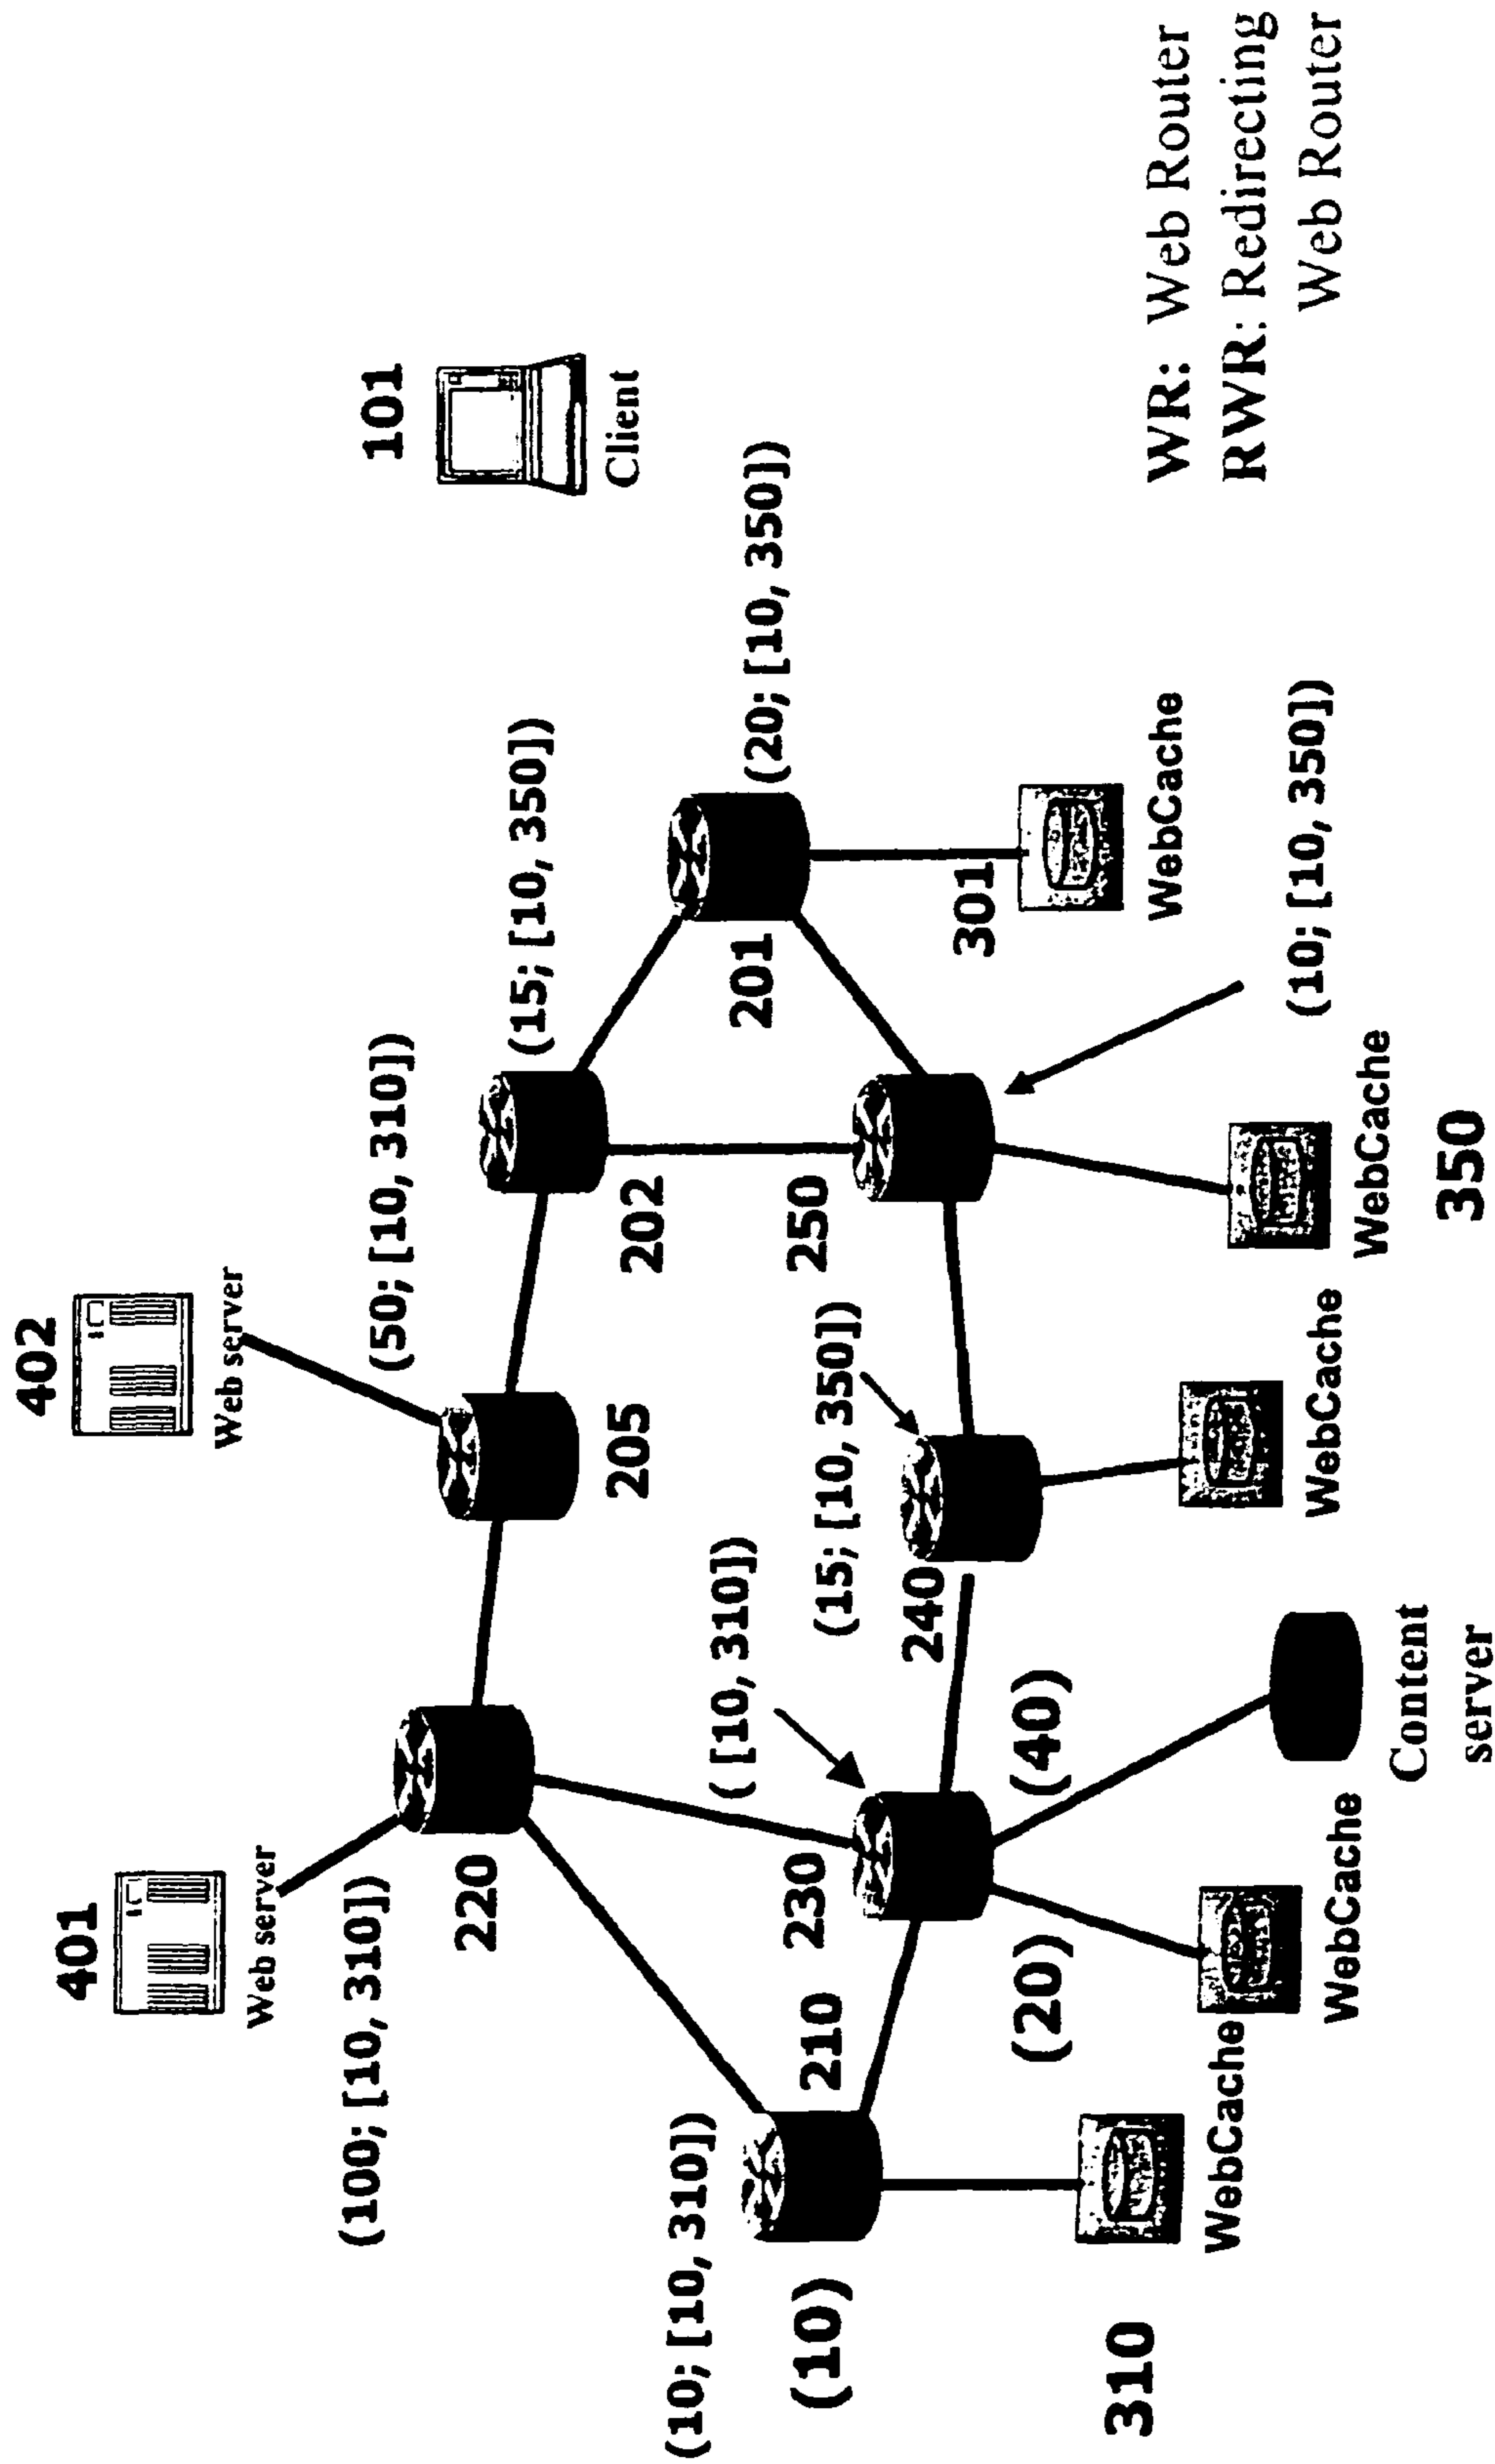 401
Web server
402
Web server
101
Client
(100; [10, 310])
(50; [10, 310])
(15; [10, 350])
220
205
202
(20; [10, 350])
(10; [10, 310])
([10, 310])
(15; [10, 350])
201
(10)
210
230
240
250
301
WebCache
(20)
(40)
(10; [10, 350])
310
WebCache
WebCache
Content
server
WebCache
WebCache
350
WR: Web Router
RWR: Redirecting
Web Router